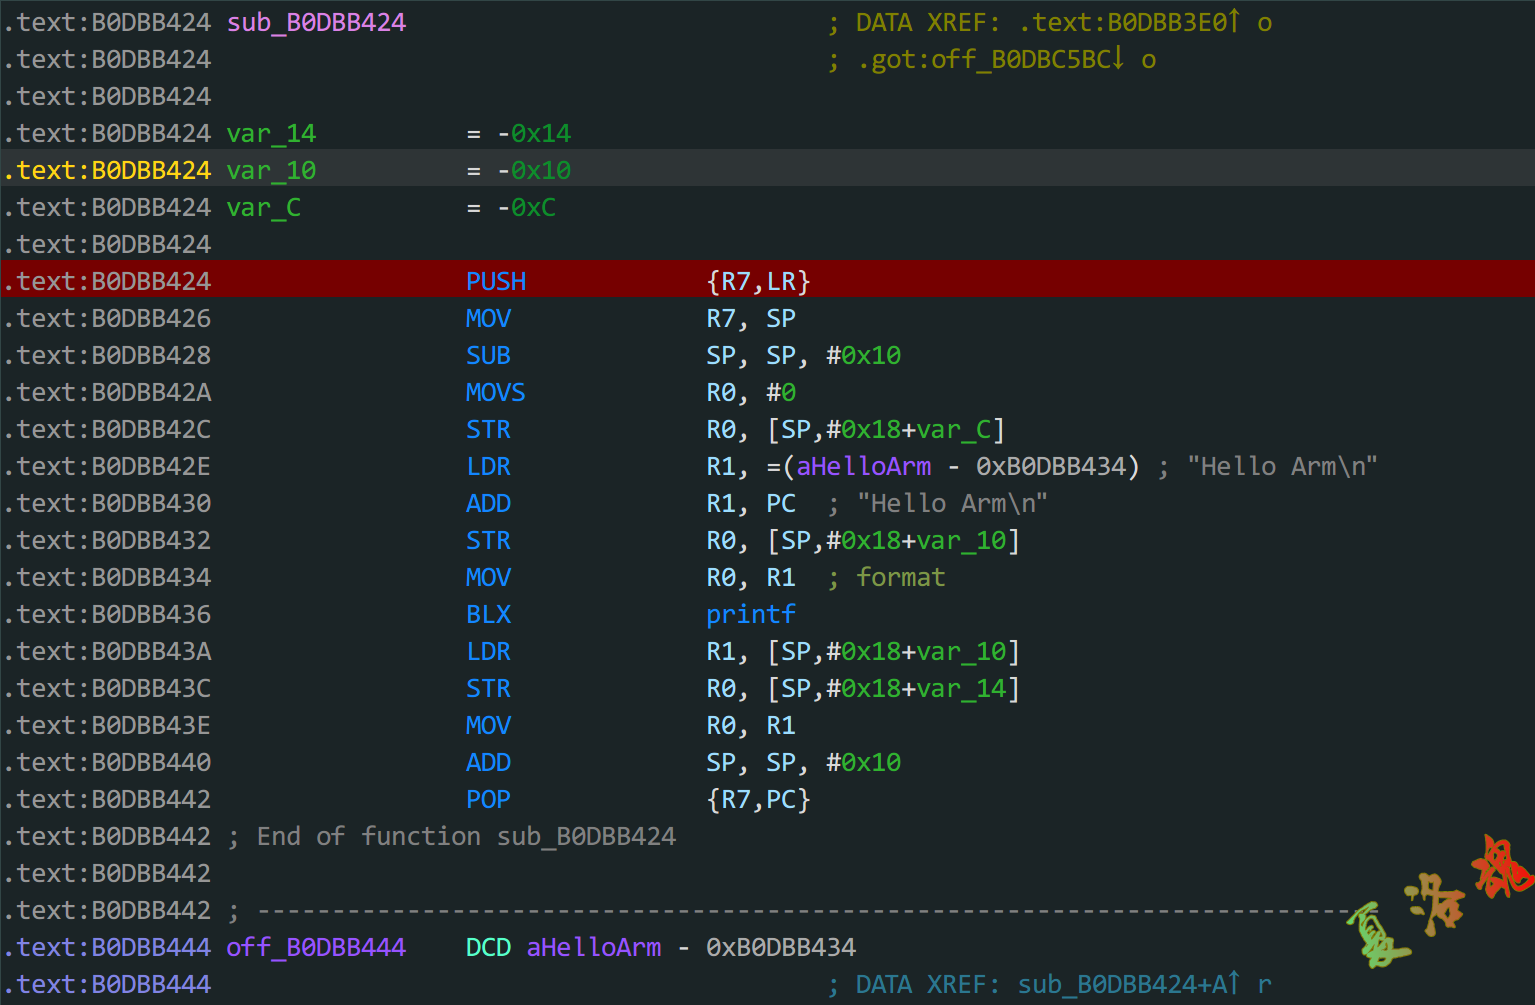 .text:B0DBB424 sub_B0DBB424 ; DATA XREF: .text:B0DBB3E0↑ o
.text:B0DBB424 ; .got:off_B0DBC5BC↓ o
.text:B0DBB424
.text:B0DBB424 var_14 = -0x14
.text:B0DBB424 var_10 = -0x10
.text:B0DBB424 var_C = -0xC
.text:B0DBB424
.text:B0DBB424 PUSH {R7,LR}
.text:B0DBB426 MOV R7, SP
.text:B0DBB428 SUB SP, SP, #0x10
.text:B0DBB42A MOVS R0, #0
.text:B0DBB42C STR R0, [SP,#0x18+var_C]
.text:B0DBB42E LDR R1, =(aHelloArm - 0xB0DBB434) ; "Hello Arm\n"
.text:B0DBB430 ADD R1, PC ; "Hello Arm\n"
.text:B0DBB432 STR R0, [SP,#0x18+var_10]
.text:B0DBB434 MOV R0, R1 ; format
.text:B0DBB436 BLX printf
.text:B0DBB43A LDR R1, [SP,#0x18+var_10]
.text:B0DBB43C STR R0, [SP,#0x18+var_14]
.text:B0DBB43E MOV R0, R1
.text:B0DBB440 ADD SP, SP, #0x10
.text:B0DBB442 POP {R7,PC}
.text:B0DBB442 ; End of function sub_B0DBB424
.text:B0DBB442
.text:B0DBB442 ; ---------------------------------------------------------------------------
.text:B0DBB444 off_B0DBB444 DCD aHelloArm - 0xB0DBB434
.text:B0DBB444 ; DATA XREF: sub_B0DBB424+A↑ r
夏洛